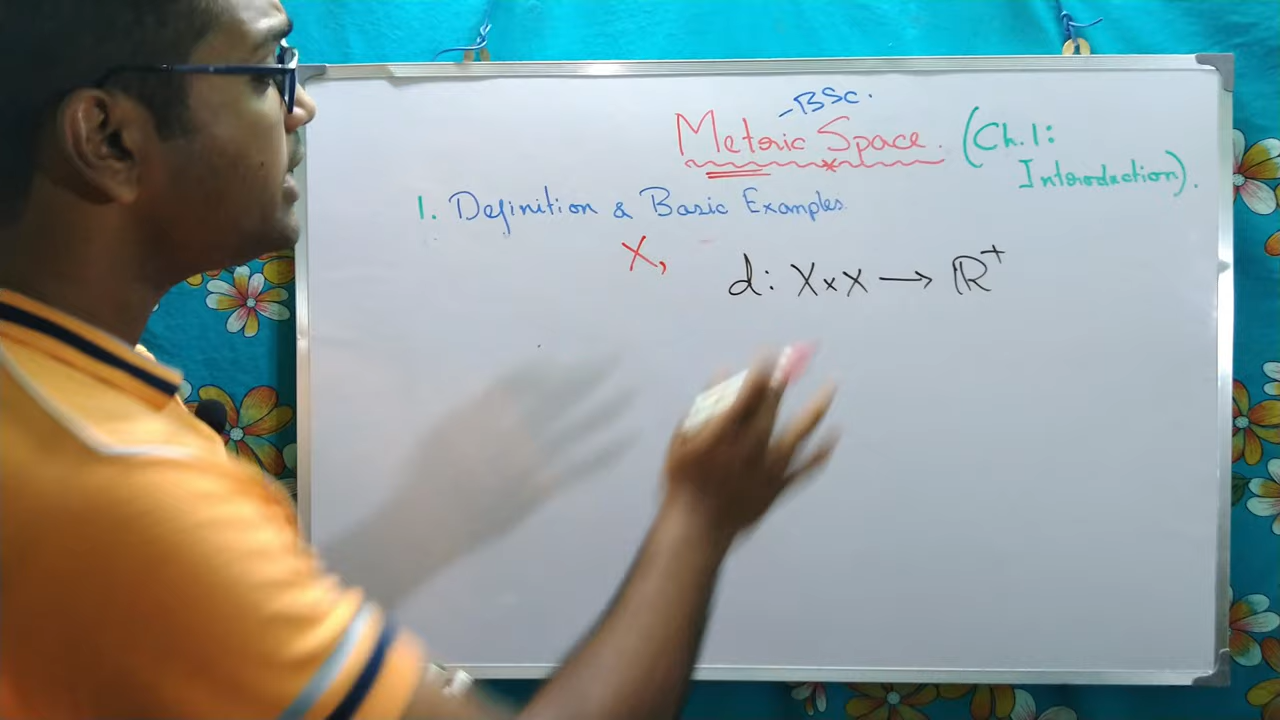 -BSc.
Metric Space. (Ch.1: Introduction).
1. Definition & Basic Examples.
X, d: X×X → ℝ⁺